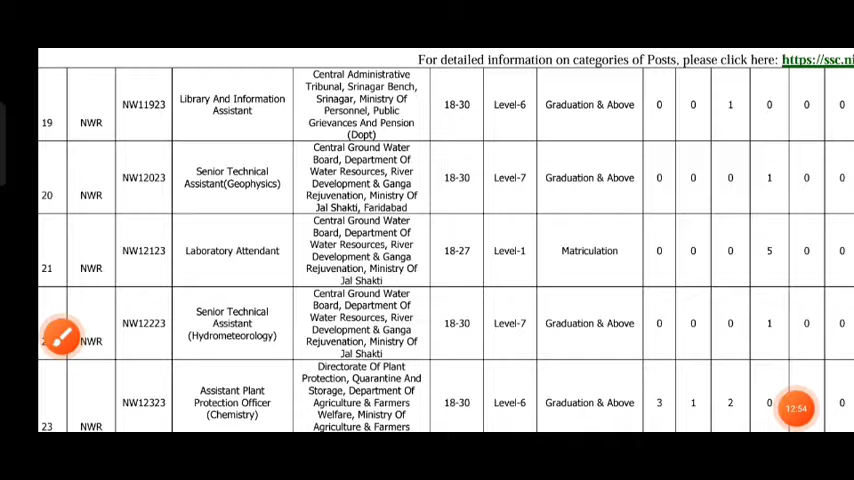 For detailed information on categories of Posts, please click here: https://ssc.ni
19 NWR NW11923 Library And Information Assistant Central Administrative Tribunal, Srinagar Bench, Srinagar, Ministry Of Personnel, Public Grievances And Pension (Dopt) 18-30 Level-6 Graduation & Above 0 0 1 0 0 0
20 NWR NW12023 Senior Technical Assistant(Geophysics) Central Ground Water Board, Department Of Water Resources, River Development & Ganga Rejuvenation, Ministry Of Jal Shakti, Faridabad 18-30 Level-7 Graduation & Above 0 0 0 1 0 0
21 NWR NW12123 Laboratory Attendant Central Ground Water Board, Department Of Water Resources, River Development & Ganga Rejuvenation, Ministry Of Jal Shakti 18-27 Level-1 Matriculation 0 0 0 5 0 0
NWR NW12223 Senior Technical Assistant (Hydrometeorology) Central Ground Water Board, Department Of Water Resources, River Development & Ganga Rejuvenation, Ministry Of Jal Shakti 18-30 Level-7 Graduation & Above 0 0 0 1 0 0
23 NWR NW12323 Assistant Plant Protection Officer (Chemistry) Directorate Of Plant Protection, Quarantine And Storage, Department Of Agriculture & Farmers Welfare, Ministry Of Agriculture & Farmers 18-30 Level-6 Graduation & Above 3 1 2 0 0
12:54